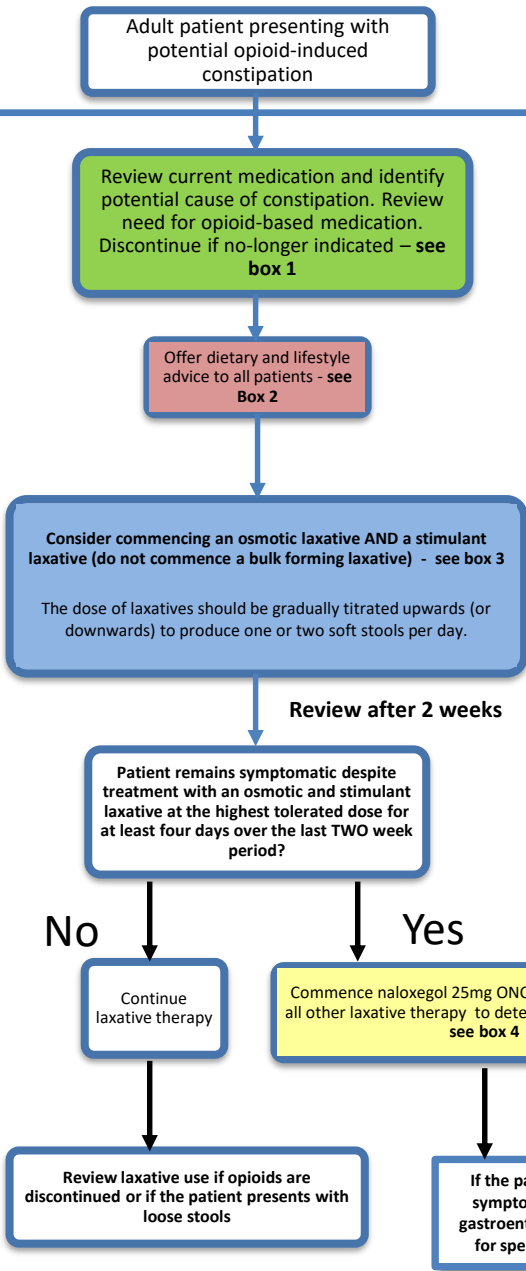 Adult patient presenting with
potential opioid-induced
constipation
Review current medication and identify
potential cause of constipation. Review
need for opioid-based medication.
Discontinue if no-longer indicated – see
box 1
Offer dietary and lifestyle
advice to all patients - see
Box 2
Consider commencing an osmotic laxative AND a stimulant
laxative (do not commence a bulk forming laxative) - see box 3
The dose of laxatives should be gradually titrated upwards (or
downwards) to produce one or two soft stools per day.
Review after 2 weeks
Patient remains symptomatic despite
treatment with an osmotic and stimulant
laxative at the highest tolerated dose for
at least four days over the last TWO week
period?
No
Yes
Continue
laxative therapy
Commence naloxegol 25mg
all other laxative therapy to
see box 4
Review laxative use if opioids are
discontinued or if the patient presents with
loose stools
If the
for